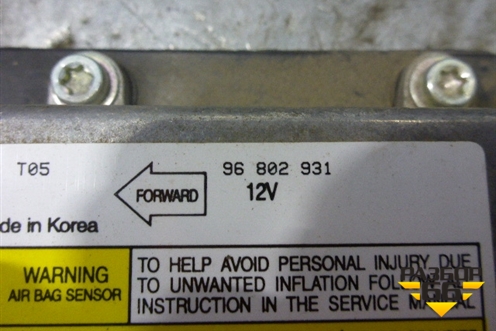 T05
96 802 931
FORWARD
12V
de in Korea
WARNING
AIR BAG SENSOR
TO HELP AVOID PERSONAL INJURY DUE
TO UNWANTED INFLATION FOL
INSTRUCTION IN THE SERVICE MANUAL